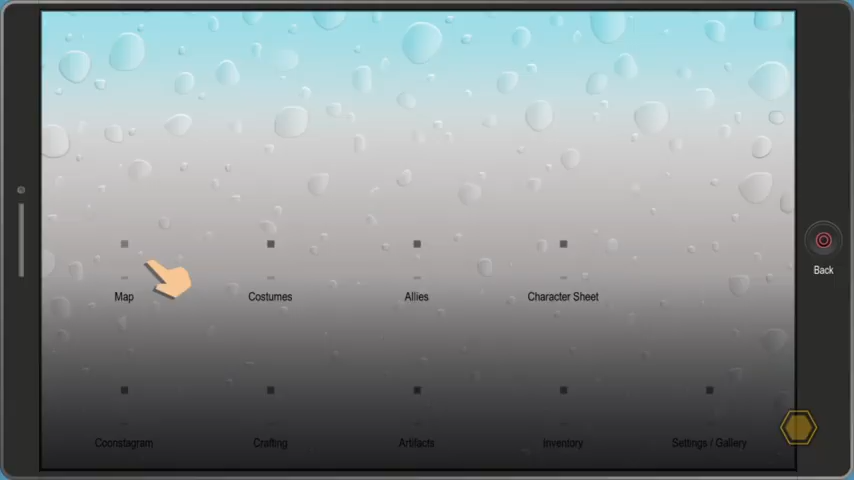 Back
Map Costumes Allies Character Sheet
Coonstagram Crafting Artifacts Inventory Settings / Gallery